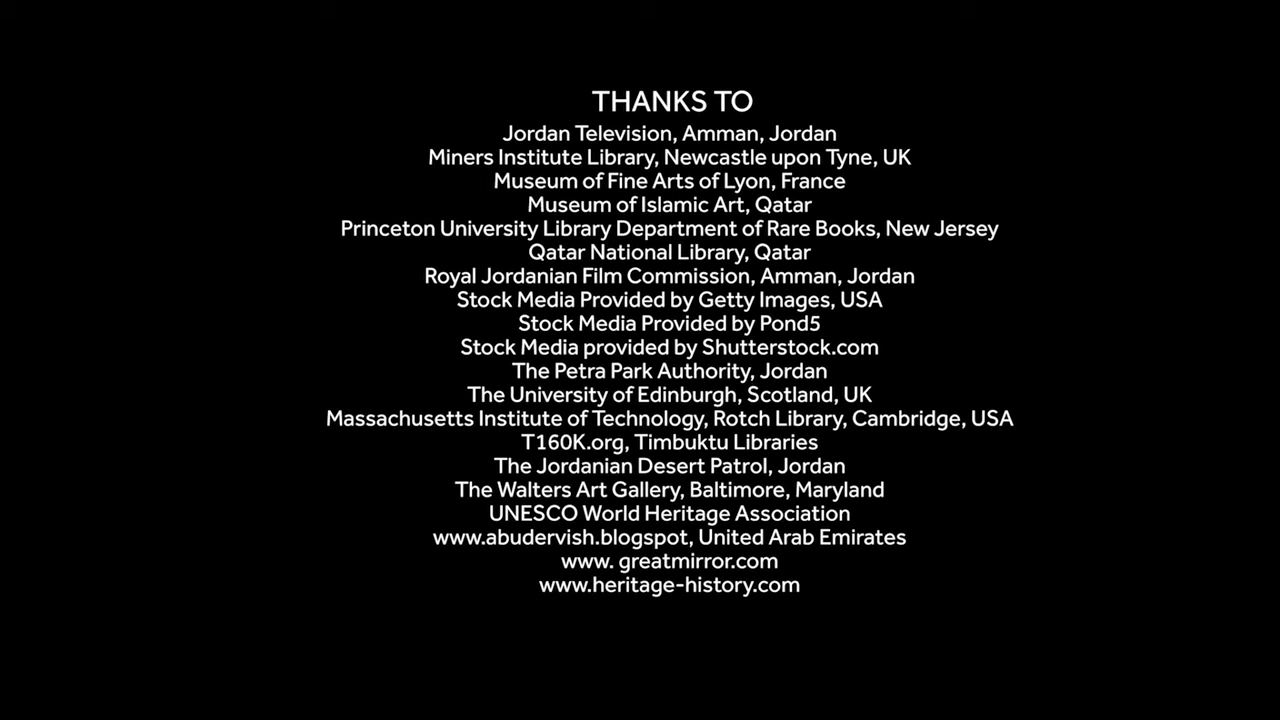 THANKS TO
Jordan Television, Amman, Jordan
Miners Institute Library, Newcastle upon Tyne, UK
Museum of Fine Arts of Lyon, France
Museum of Islamic Art, Qatar
Princeton University Library Department of Rare Books, New Jersey
Qatar National Library, Qatar
Royal Jordanian Film Commission, Amman, Jordan
Stock Media Provided by Getty Images, USA
Stock Media Provided by Pond5
Stock Media provided by Shutterstock.com
The Petra Park Authority, Jordan
The University of Edinburgh, Scotland, UK
Massachusetts Institute of Technology, Rotch Library, Cambridge, USA
T160K.org, Timbuktu Libraries
The Jordanian Desert Patrol, Jordan
The Walters Art Gallery, Baltimore, Maryland
UNESCO World Heritage Association
www.abudervish.blogspot, United Arab Emirates
www. greatmirror.com
www.heritage-history.com